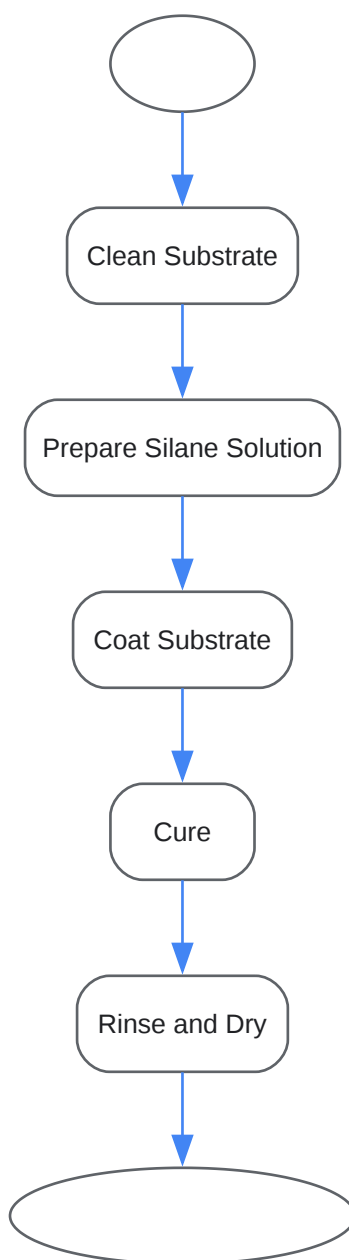 Clean Substrate
Prepare Silane Solution
Coat Substrate
Cure
Rinse and Dry